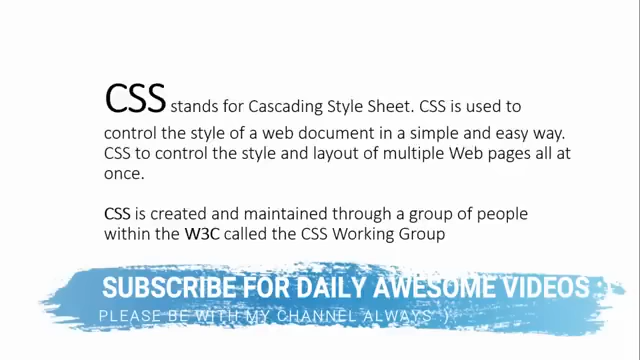 CSS stands for Cascading Style Sheet. CSS is used to
control the style of a web document in a simple and easy way.
CSS to control the style and layout of multiple Web pages all at
once.
CSS is created and maintained through a group of people
within the W3C called the CSS Working Group
SUBSCRIBE FOR DAILY AWESOME VIDEOS
PLEASE BE WITH MY CHANNEL ALWAYS :)